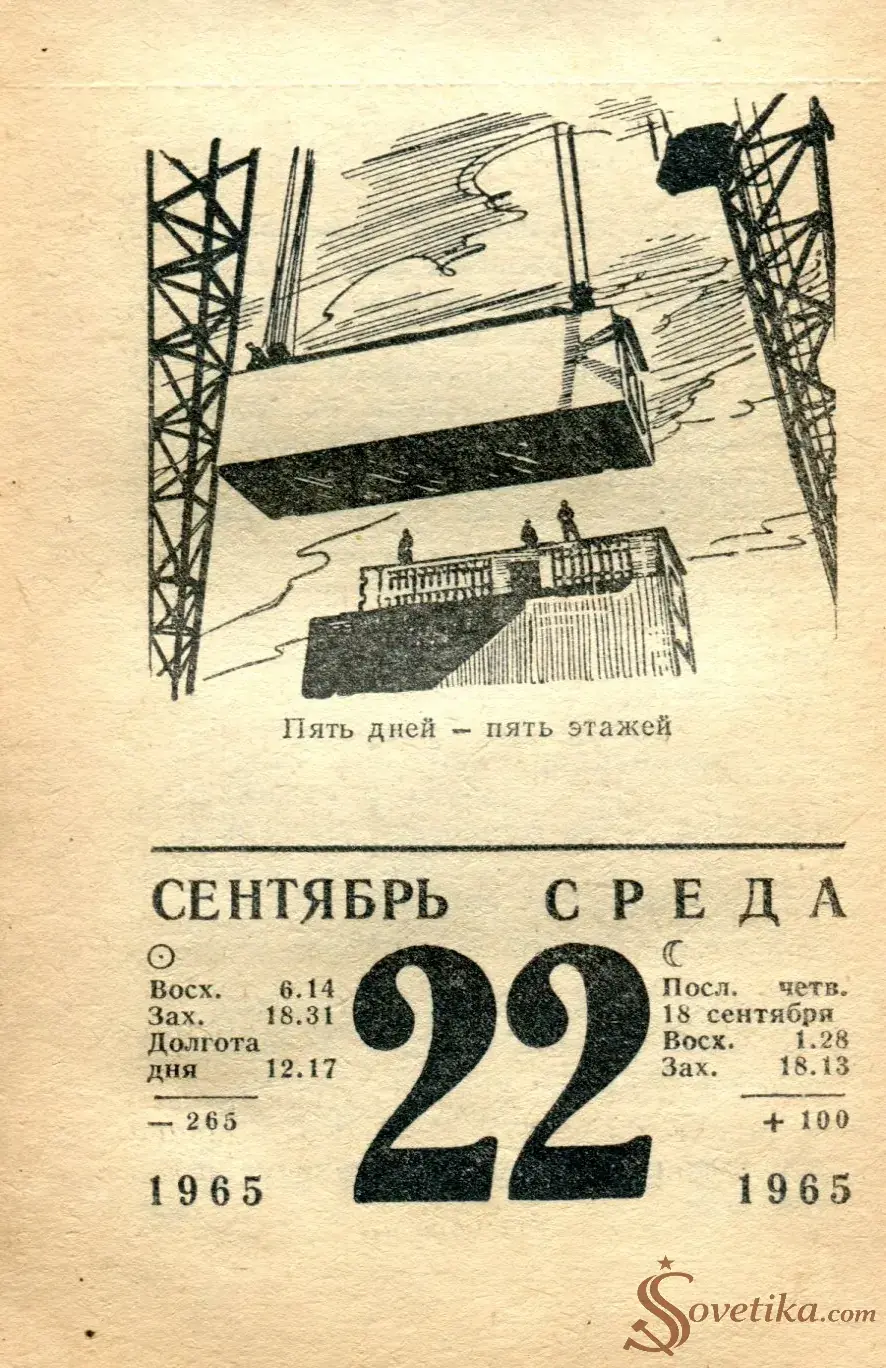 Пять дней – пять этажей
СЕНТЯБРЬ СРЕДА
22
Восх. 6.14
Зах. 18.31
Долгота
дня 12.17
— 265
1965
Посл. четв.
18 сентября
Восх. 1.28
Зах. 18.13
+ 100
1965
Sovetika.com